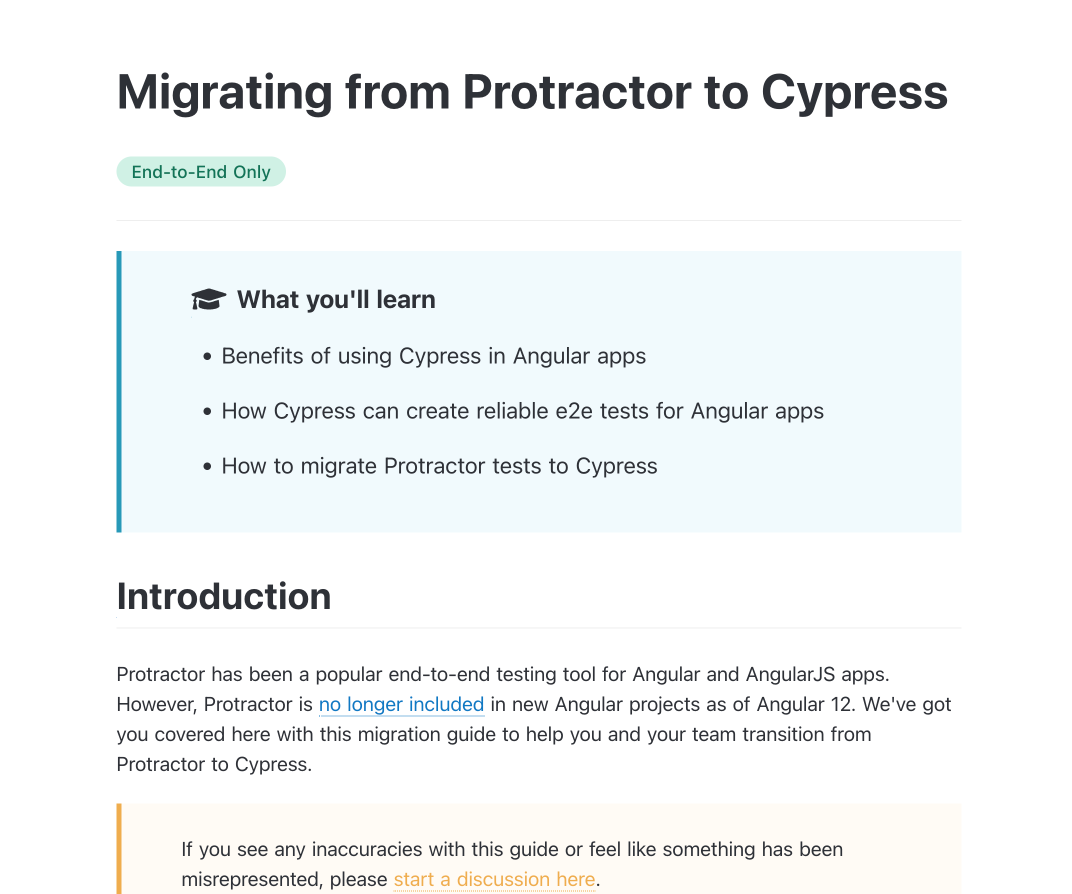 Migrating from Protractor to Cypress
End-to-End Only
What you'll learn
• Benefits of using Cypress in Angular apps
• How Cypress can create reliable e2e tests for Angular apps
• How to migrate Protractor tests to Cypress
Introduction
Protractor has been a popular end-to-end testing tool for Angular and AngularJS apps.
However, Protractor is no longer included in new Angular projects as of Angular 12. We've got
you covered here with this migration guide to help you and your team transition from
Protractor to Cypress.
If you see any inaccuracies with this guide or feel like something has been
misrepresented, please start a discussion here.